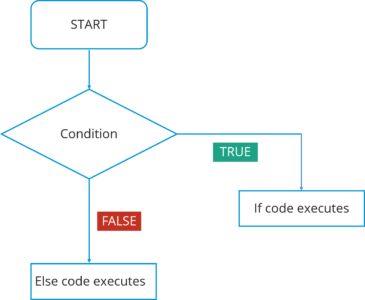 START
Condition
TRUE
If code executes
FALSE
Else code executes